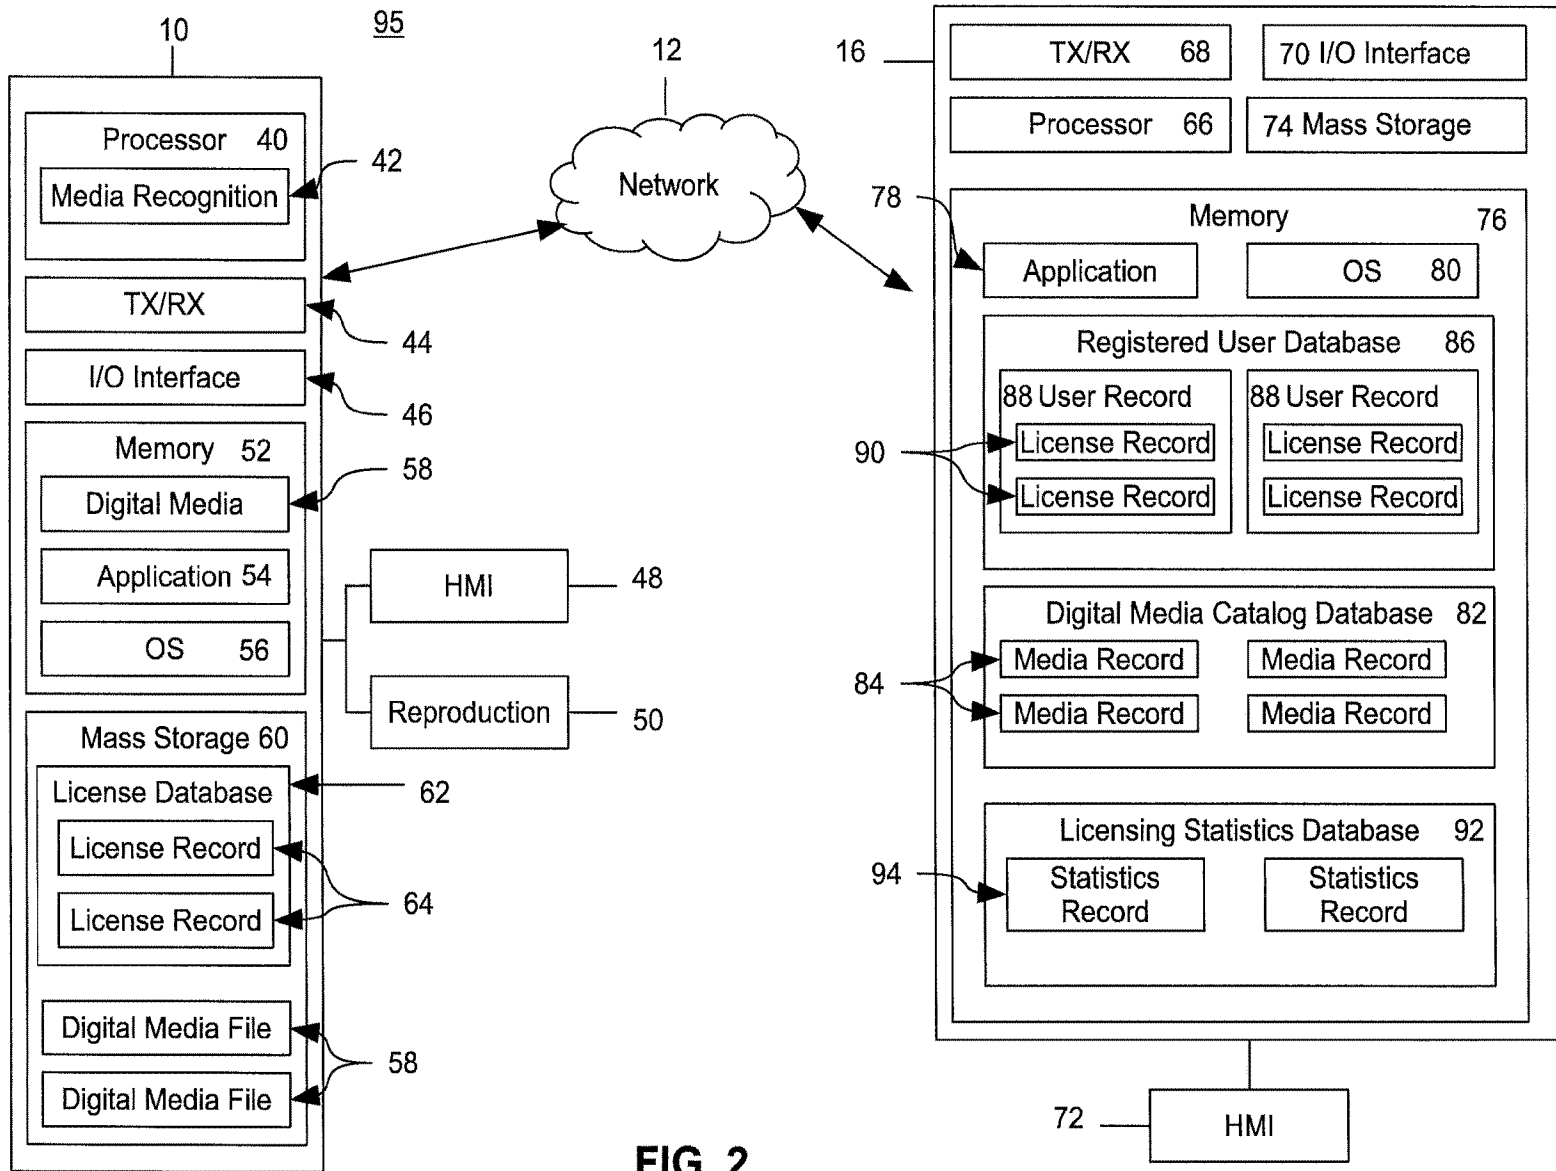 10
95
12
Processor 40
Media Recognition
42
TX/RX
44
I/O Interface
46
Memory 52
58
Digital Media
Application 54
OS 56
Mass Storage 60
License Database
62
License Record
License Record
64
Digital Media File
Digital Media File
58
HMI
48
Reproduction
50
Network
16
TX/RX 68
70 I/O Interface
Processor 66
74 Mass Storage
78
Memory 76
Application
OS 80
Registered User Database 86
88 User Record
88 User Record
90
License Record
License Record
License Record
License Record
Digital Media Catalog Database 82
84
Media Record
Media Record
Media Record
Media Record
Licensing Statistics Database 92
94
Statistics
Record
Statistics
Record
72
HMI
FIG. 2